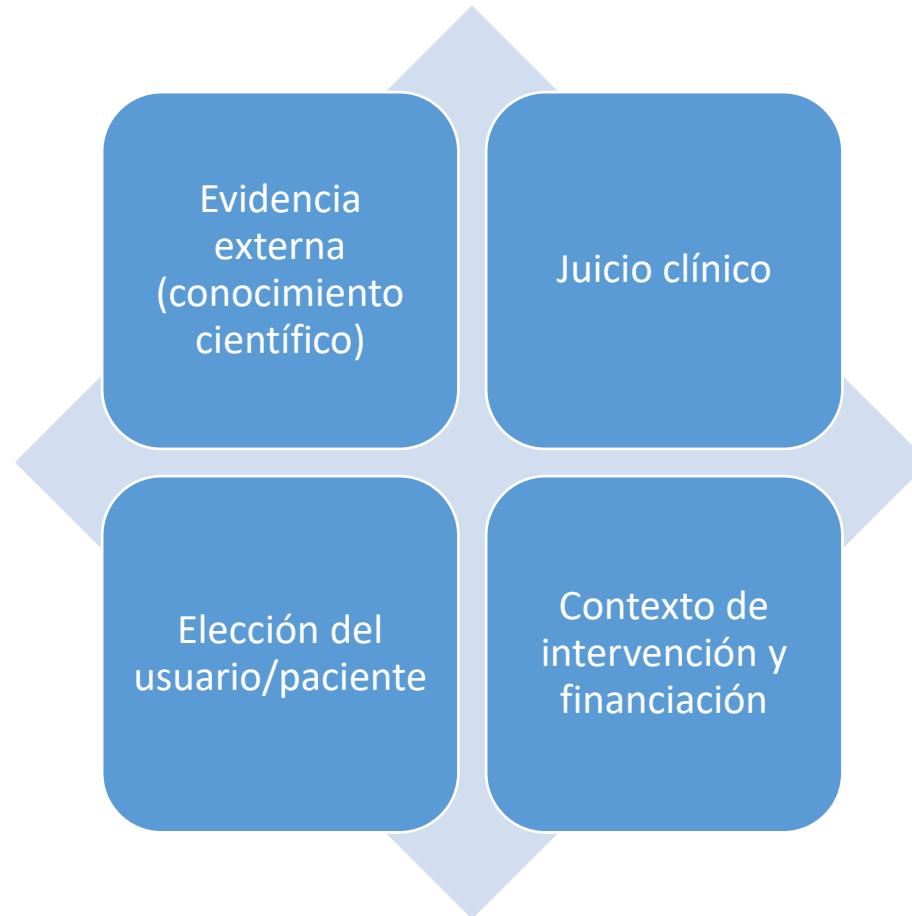 Evidencia
externa
(conocimiento
científico)
Juicio clínico
Elección del
usuario/paciente
Contexto de
intervención y
financiación